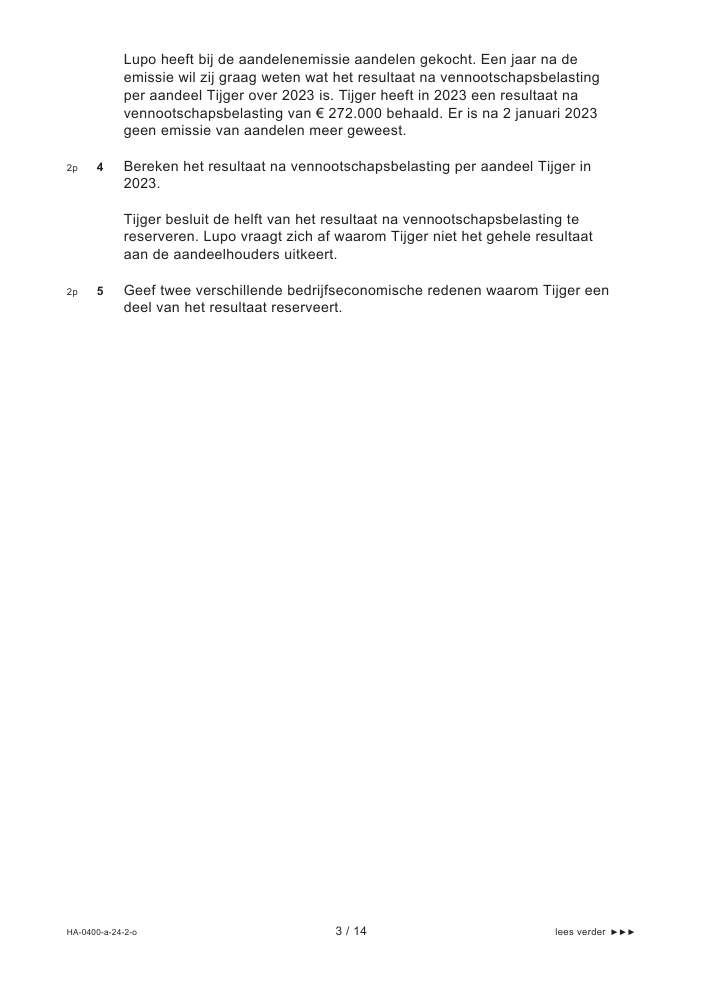 Lupo heeft bij de aandelenemissie aandelen gekocht. Een jaar na de
emissie wil zij graag weten wat het resultaat na vennootschapsbelasting
per aandeel Tijger over 2023 is. Tijger heeft in 2023 een resultaat na
vennootschapsbelasting van € 272.000 behaald. Er is na 2 januari 2023
geen emissie van aandelen meer geweest.
2p 4 Bereken het resultaat na vennootschapsbelasting per aandeel Tijger in
2023.
Tijger besluit de helft van het resultaat na vennootschapsbelasting te
reserveren. Lupo vraagt zich af waarom Tijger niet het gehele resultaat
aan de aandeelhouders uitkeert.
2p 5 Geef twee verschillende bedrijfseconomische redenen waarom Tijger een
deel van het resultaat reserveert.
HA-0400-a-24-2-o 3 / 14 lees verder ►►►